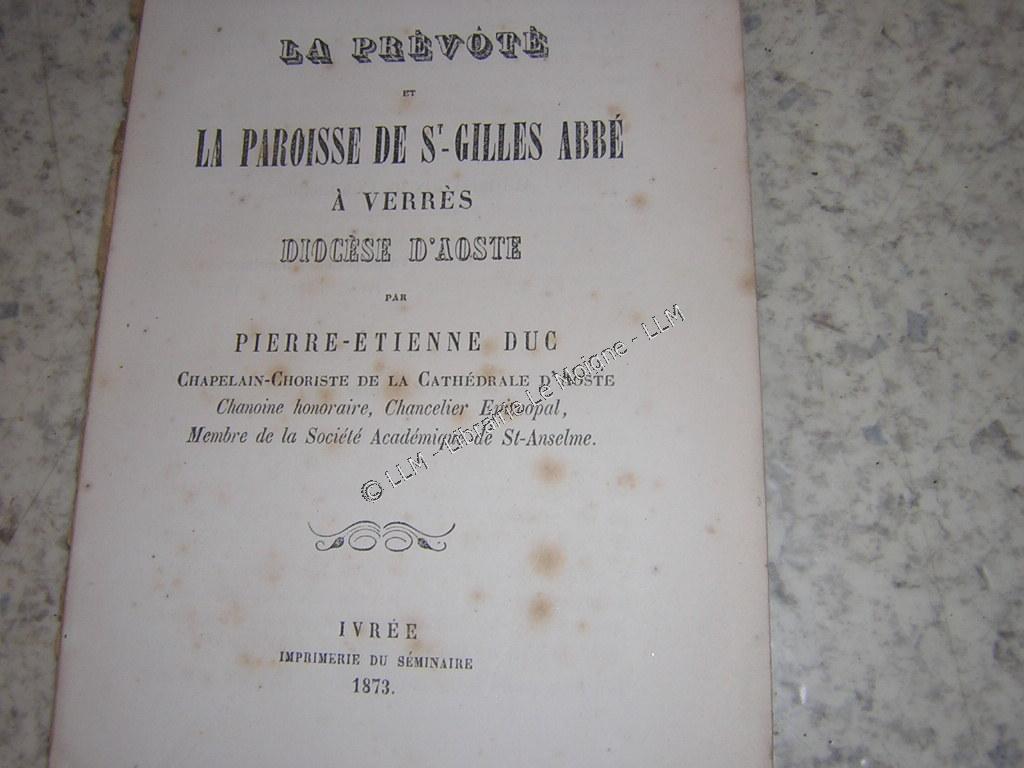 LA PRÉVÔTÉ
ET
LA PAROISSE DE Sᵀ-GILLES ABBÉ
À VERRÈS
DIOCÈSE D'AOSTE
PAR
PIERRE-ÉTIENNE DUC
CHAPELAIN-CHORISTE DE LA CATHÉDRALE D'AOSTE
Chanoine honoraire, Chancelier Episcopal,
Membre de la Société Académique de St-Anselme.
© LLM - Librairie Le Moigne - LLM
IVRÉE
IMPRIMERIE DU SÉMINAIRE
1873.